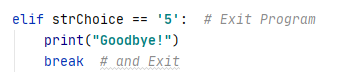 elif strChoice == '5':  # Exit Program
    print("Goodbye!")
    break  # and Exit